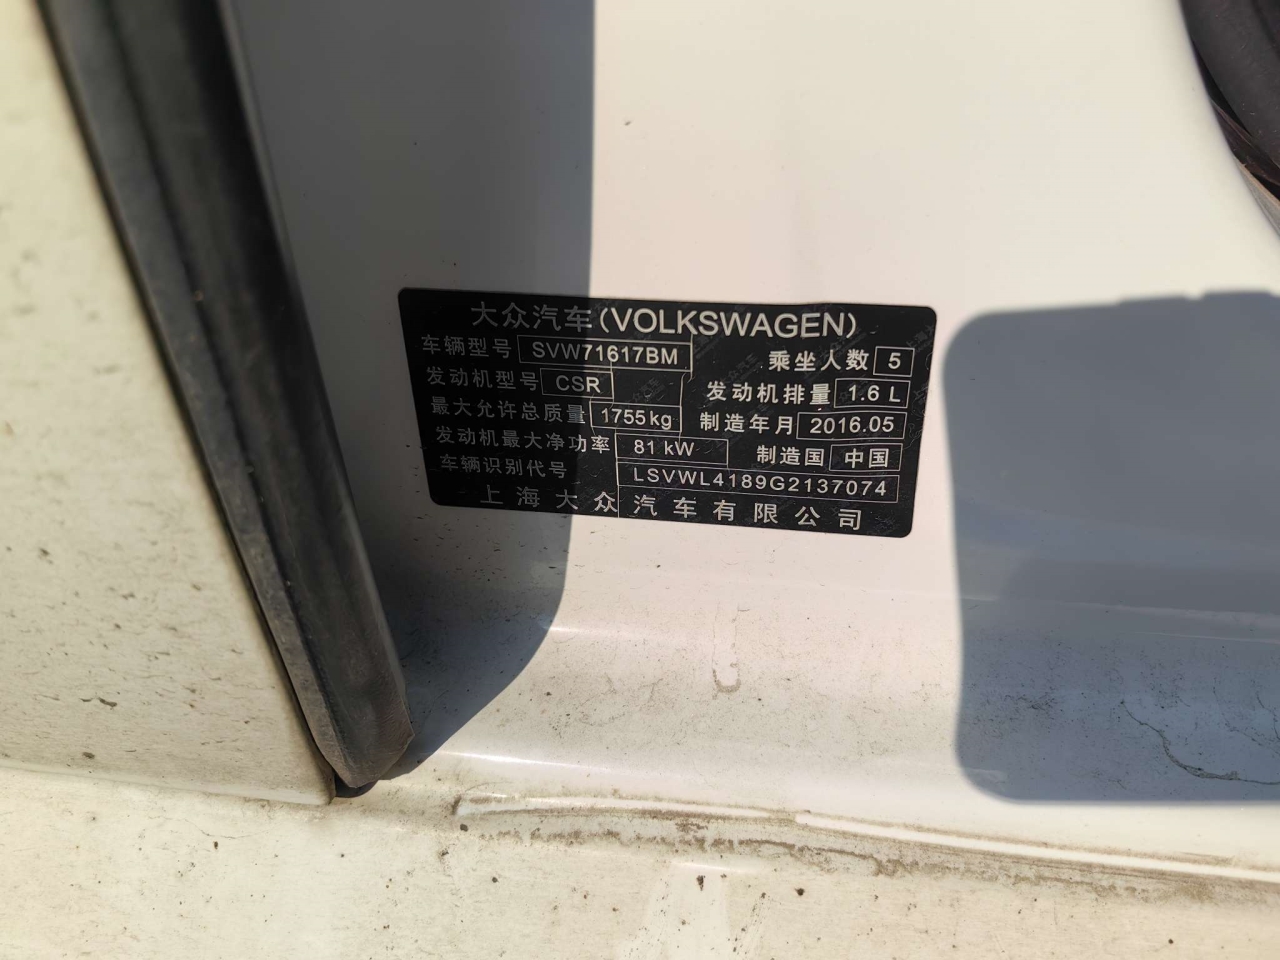 大众汽车(VOLKSWAGEN)
车辆型号 SVW71617BM 乘坐人数 5
发动机型号 CSR 发动机排量 1.6 L
最大允许总质量 1755kg 制造年月 2016.05
发动机最大净功率 81 kW 制造国 中国
车辆识别代号 LSVWL4189G2137074
上海大众汽车有限公司